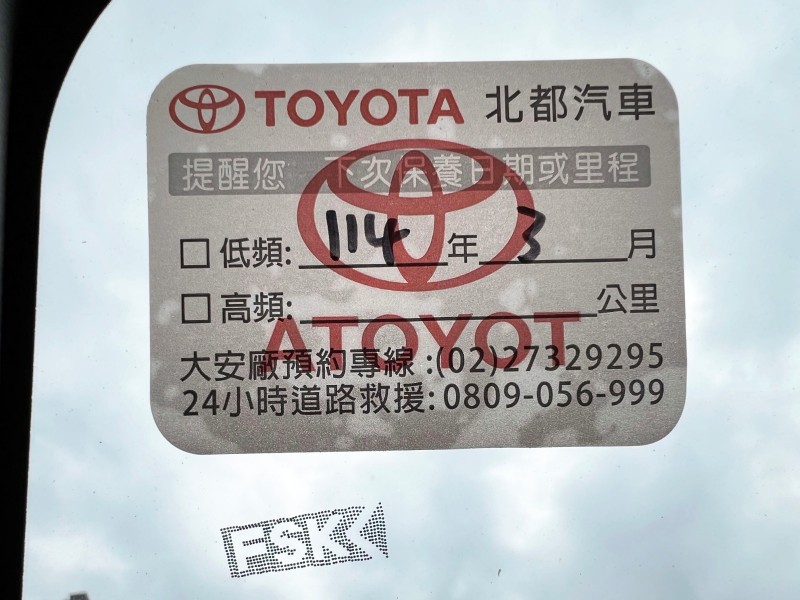 TOYOTA 北都汽車
提醒您 下次保養日期或里程
□ 低頻: 114 年 3 月
□ 高頻: 公里
ATOYOT
大安廠預約專線:(02)27329295
24小時道路救援:0809-056-999
FSK